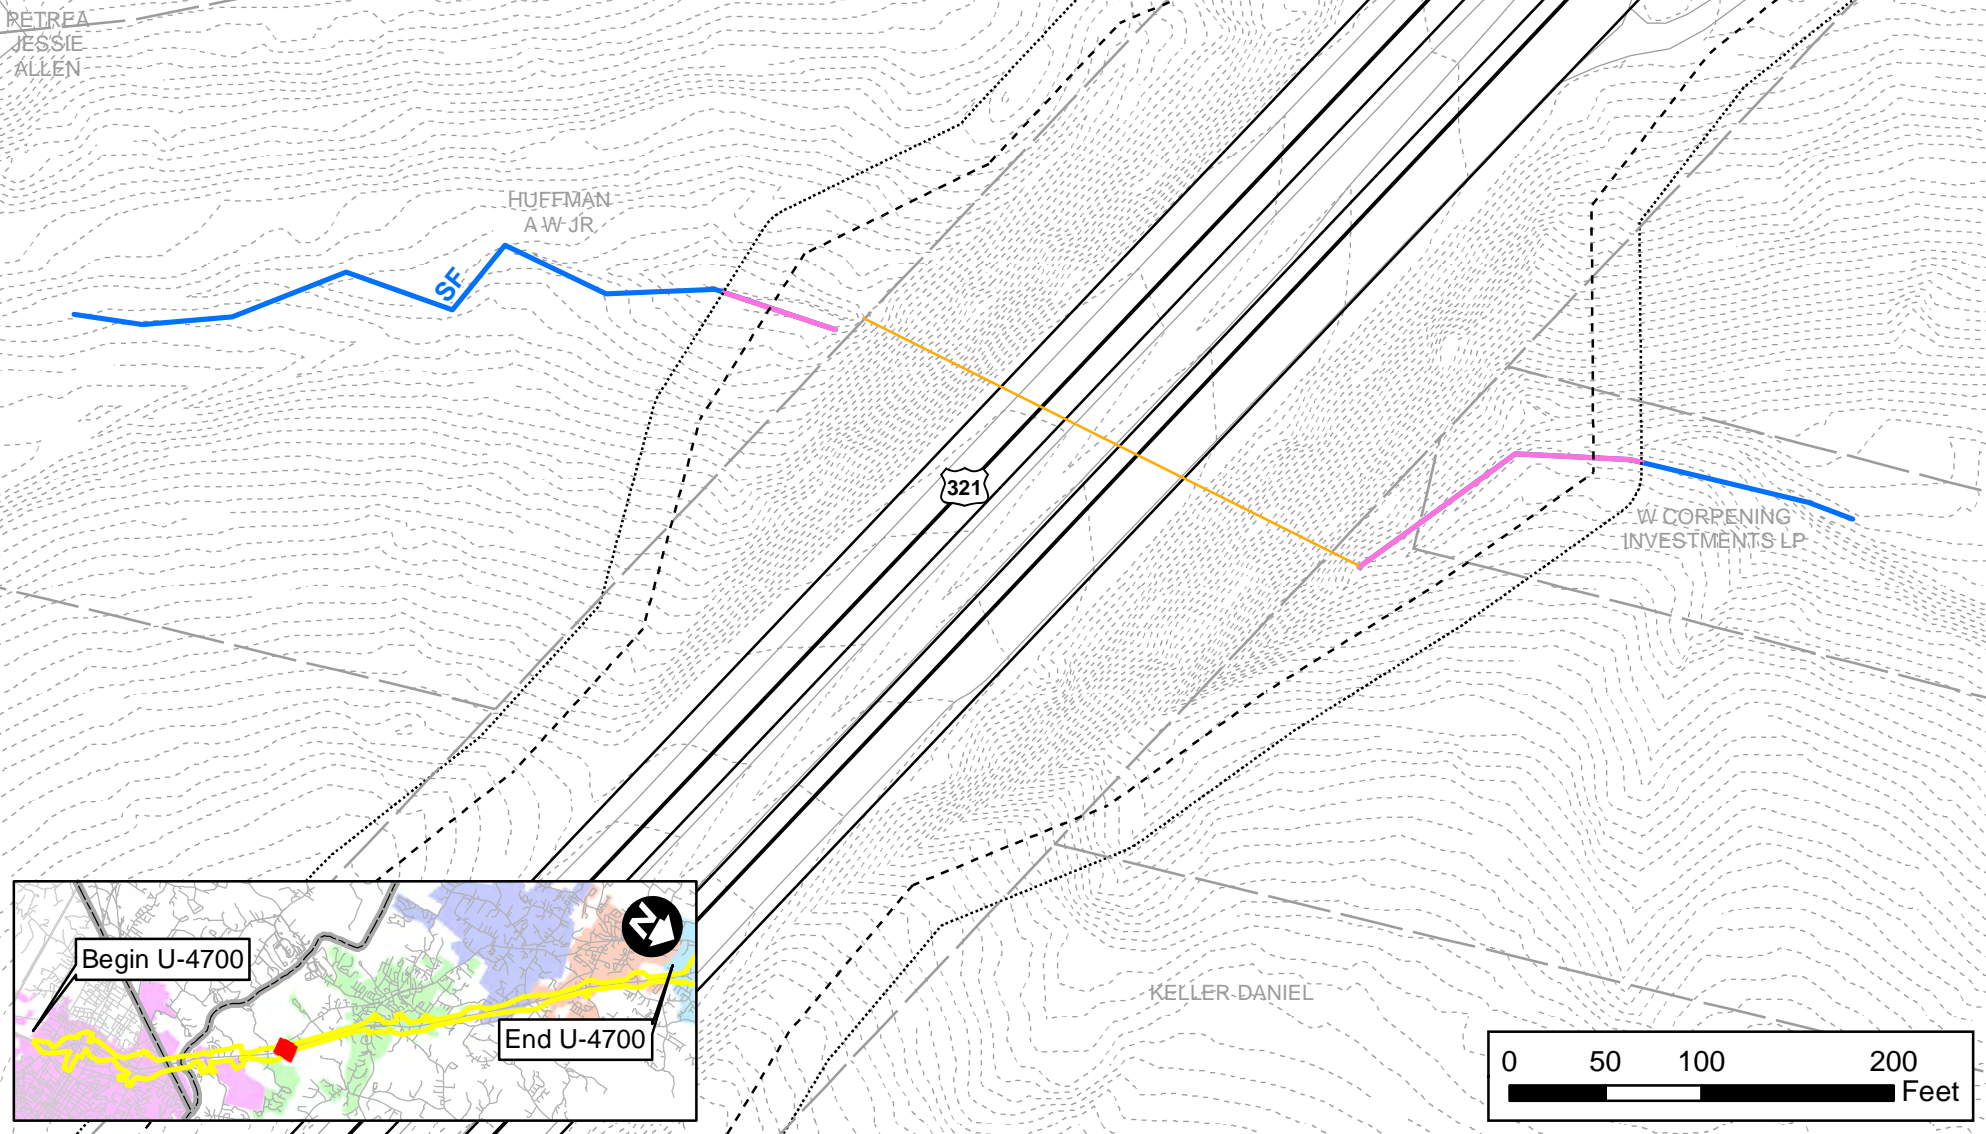 PETREA
JESSIE
ALLEN
HUFFMAN
A W JR
SF
321
W CORPENING
INVESTMENTS LP
KELLER DANIEL
Begin U-4700
N
End U-4700
0 50 100 200
Feet